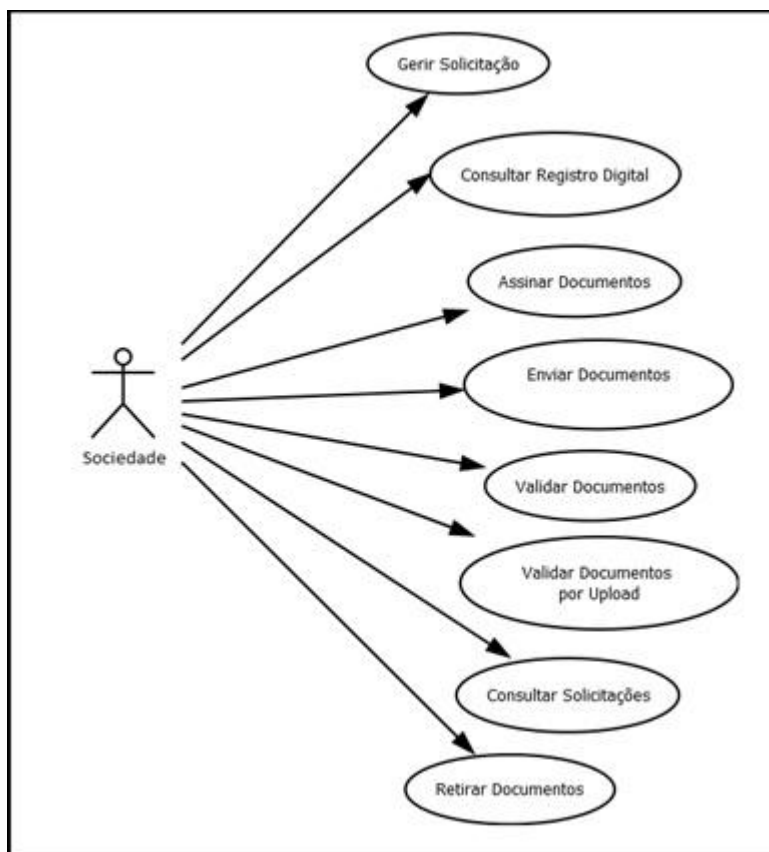 Gerir Solicitação
Consultar Registro Digital
Assinar Documentos
Enviar Documentos
Sociedade
Validar Documentos
Validar Documentos
por Upload
Consultar Solicitações
Retirar Documentos